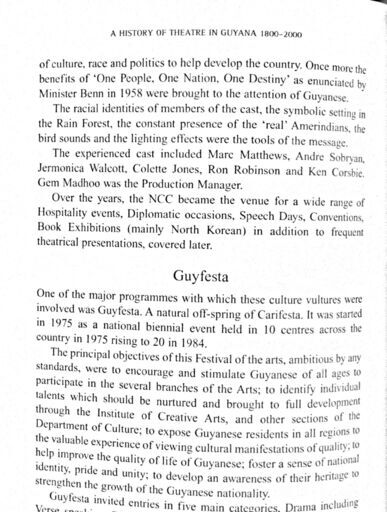 A HISTORY OF THEATRE IN GUYANA 1800–2000
of culture, race and politics to help develop the country. Once more the
benefits of 'One People, One Nation, One Destiny' as enunciated by
Minister Benn in 1958 were brought to the attention of Guyanese.
The racial identities of members of the cast, the symbolic setting in
the Rain Forest, the constant presence of the 'real' Amerindians, the
bird sounds and the lighting effects were the tools of the message.
The experienced cast included Marc Matthews, Andre Sobryan,
Jermonica Walcott, Colette Jones, Ron Robinson and Ken Corsbie.
Gem Madhoo was the Production Manager.
Over the years, the NCC became the venue for a wide range of
Hospitality events, Diplomatic occasions, Speech Days, Conventions,
Book Exhibitions (mainly North Korean) in addition to frequent
theatrical presentations, covered later.
Guyfesta
One of the major programmes with which these culture vultures were
involved was Guyfesta. A natural off-spring of Carifesta. It was started
in 1975 as a national biennial event held in 10 centres across the
country in 1975 rising to 20 in 1984.
The principal objectives of this Festival of the arts, ambitious by any
standards, were to encourage and stimulate Guyanese of all ages to
participate in the several branches of the Arts; to identify individual
talents which should be nurtured and brought to full development
through the Institute of Creative Arts, and other sections of the
Department of Culture; to expose Guyanese residents in all regions to
the valuable experience of viewing cultural manifestations of quality; to
help improve the quality of life of Guyanese; foster a sense of national
identity, pride and unity; to develop an awareness of their heritage to
strengthen the growth of the Guyanese nationality.
Guyfesta invited entries in five main categories. Drama including
Verse